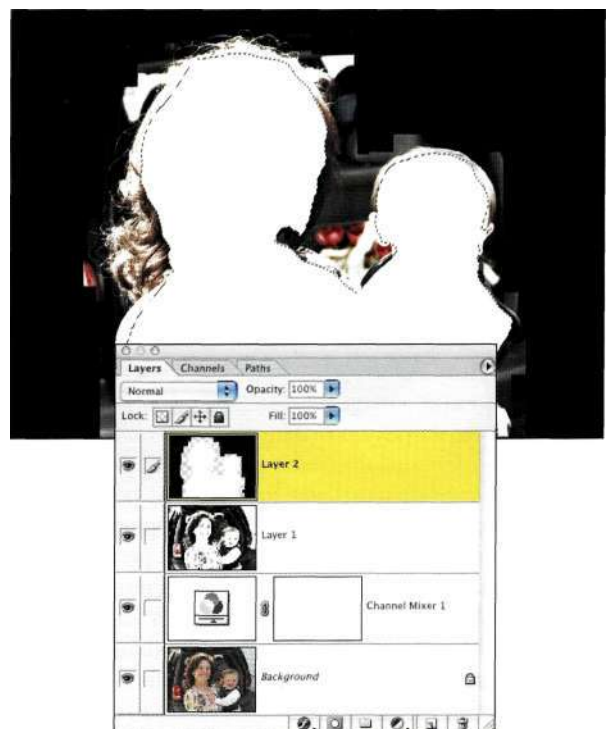 Layers Channels Paths
Normal Opacity: 100%
Lock: Fill: 100%
Layer 2
Layer 1
Channel Mixer 1
Background